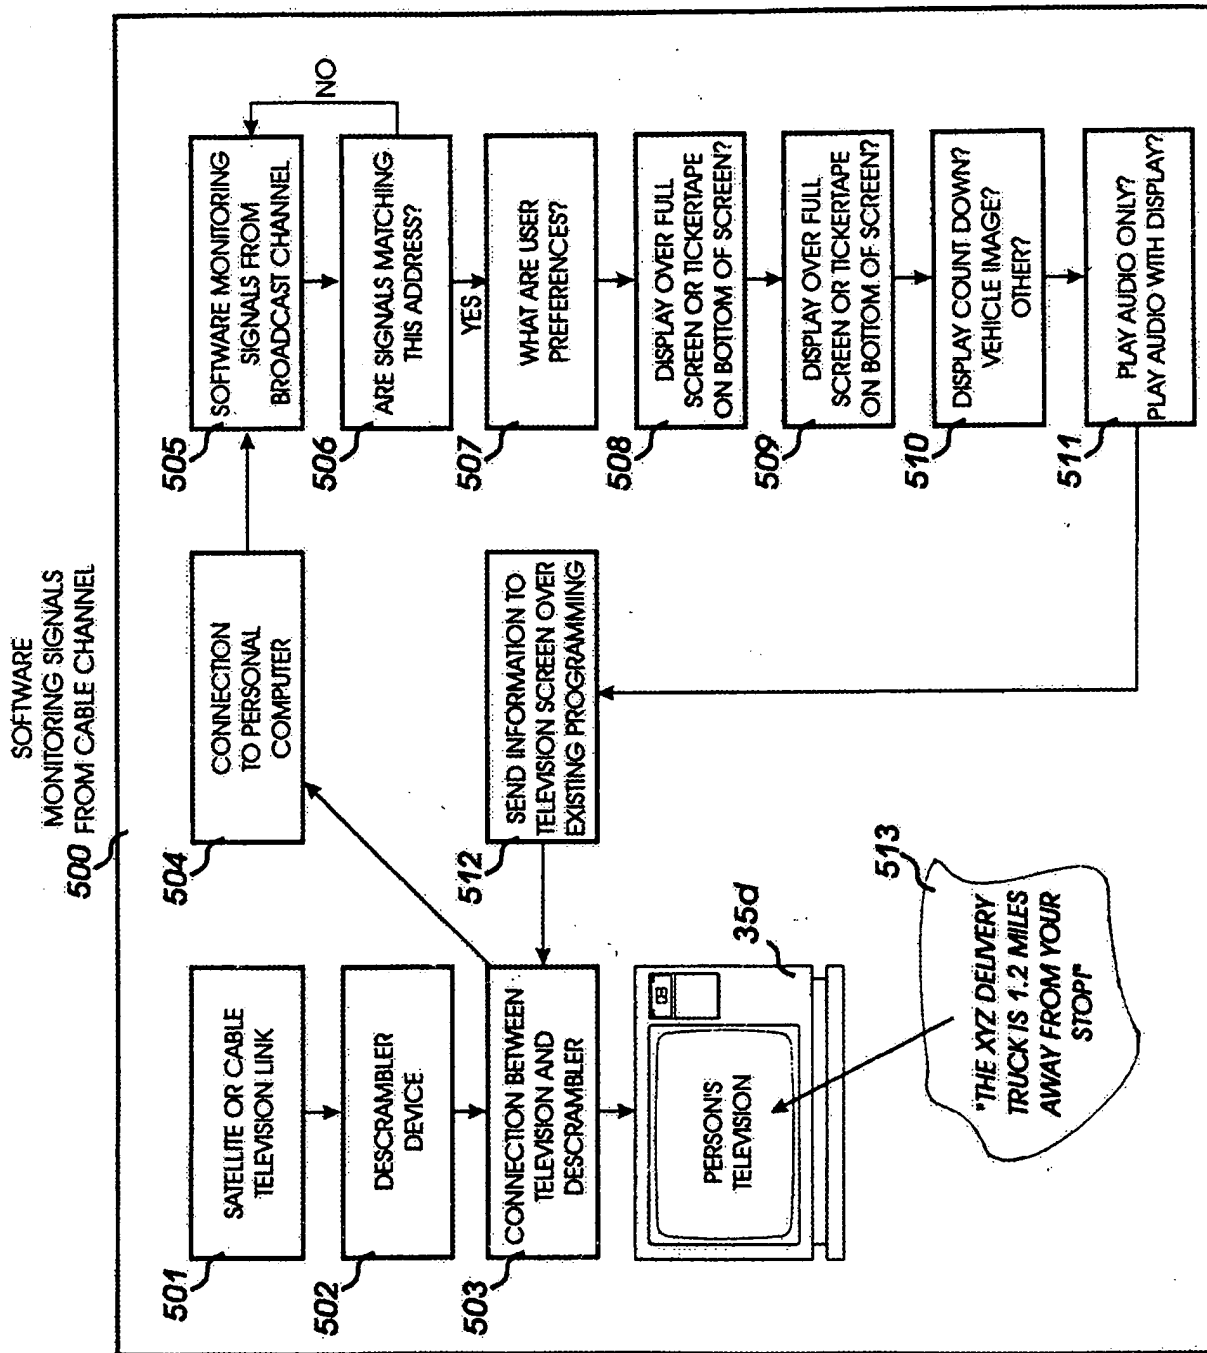 SOFTWARE
MONITORING SIGNALS
FROM CABLE CHANNEL
500
501
SATELLITE OR CABLE
TELEVISION LINK
502
DESCRAMBLER
DEVICE
503
CONNECTION BETWEEN
TELEVISION AND
DESCRAMBLER
PERSON'S
TELEVISION
35d
504
CONNECTION
TO PERSONAL
COMPUTER
512
SEND INFORMATION TO
TELEVISION SCREEN OVER
EXISTING PROGRAMMING
513
"THE XYZ DELIVERY
TRUCK IS 1.2 MILES
AWAY FROM YOUR
STOP!"
505
SOFTWARE MONITORING
SIGNALS FROM
BROADCAST CHANNEL
NO
506
ARE SIGNALS MATCHING
THIS ADDRESS?
YES
507
WHAT ARE USER
PREFERENCES?
508
DISPLAY OVER FULL
SCREEN OR TICKERTAPE
ON BOTTOM OF SCREEN?
509
DISPLAY OVER FULL
SCREEN OR TICKERTAPE
ON BOTTOM OF SCREEN?
510
DISPLAY COUNT DOWN?
VEHICLE IMAGE?
OTHER?
511
PLAY AUDIO ONLY?
PLAY AUDIO WITH DISPLAY?